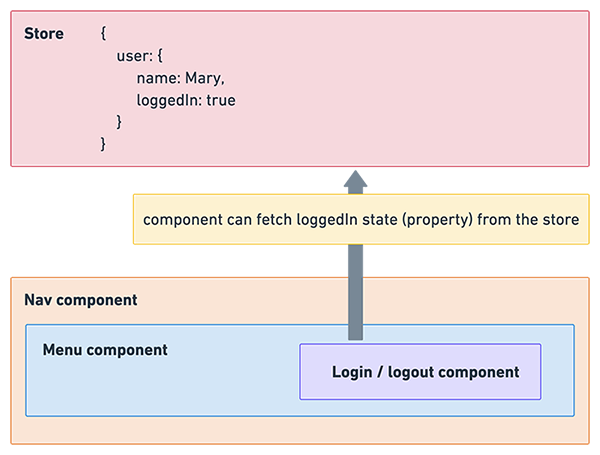 Store
{
user: {
name: Mary,
loggedIn: true
}
}
component can fetch loggedIn state (property) from the store
Nav component
Menu component
Login / logout component